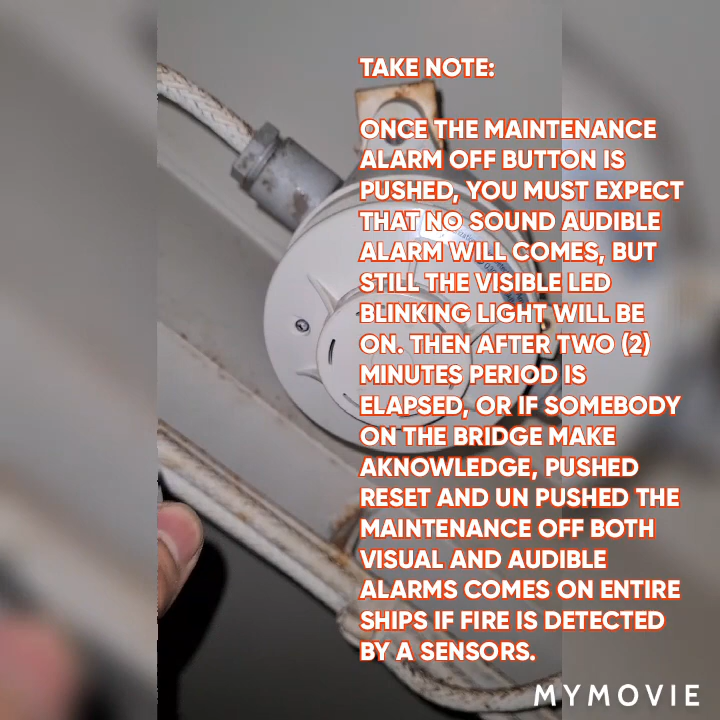 TAKE NOTE:
ONCE THE MAINTENANCE
ALARM OFF BUTTON IS
PUSHED, YOU MUST EXPECT
THAT NO SOUND AUDIBLE
ALARM WILL COMES, BUT
STILL THE VISIBLE LED
BLINKING LIGHT WILL BE
ON. THEN AFTER TWO (2)
MINUTES PERIOD IS
ELAPSED, OR IF SOMEBODY
ON THE BRIDGE MAKE
AKNOWLEDGE, PUSHED
RESET AND UN PUSHED THE
MAINTENANCE OFF BOTH
VISUAL AND AUDIBLE
ALARMS COMES ON ENTIRE
SHIPS IF FIRE IS DETECTED
BY A SENSORS.
MYMOVIE